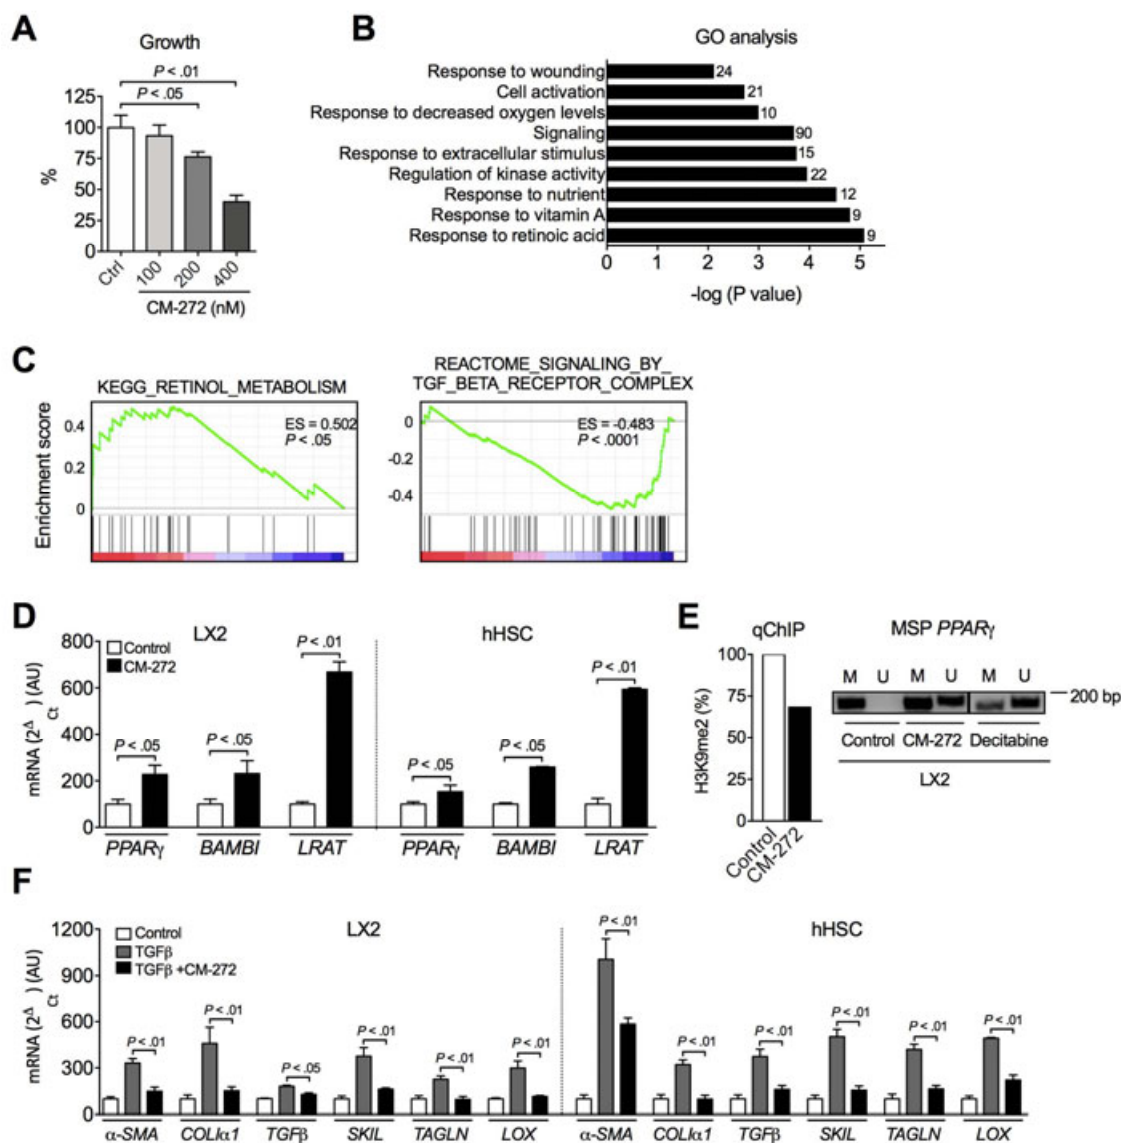 A
Growth
P < .01
P < .05
125
100
75
50
25
0
%
Ctrl
100
200
400
CM-272 (nM)
B
GO analysis
Response to wounding 24
Cell activation 21
Response to decreased oxygen levels 10
Signaling 90
Response to extracellular stimulus 15
Regulation of kinase activity 22
Response to nutrient 12
Response to vitamin A 9
Response to retinoic acid 9
0 1 2 3 4 5
-log (P value)
C
KEGG_RETINOL_METABOLISM
Enrichment score
0.4
0.2
0
ES = 0.502
P < .05
REACTOME_SIGNALING_BY_
TGF_BETA_RECEPTOR_COMPLEX
0
-0.2
-0.4
ES = -0.483
P < .0001
D
LX2
hHSC
Control
CM-272
mRNA (2^Δ Ct) (AU)
800
600
400
200
0
P < .05
P < .05
P < .01
P < .05
P < .05
P < .01
PPARγ BAMBI LRAT PPARγ BAMBI LRAT
E
qChIP
H3K9me2 (%)
100
75
50
25
0
Control
CM-272
MSP PPARγ
M U M U M U
200 bp
Control CM-272 Decitabine
LX2
F
LX2
hHSC
Control
TGFβ
TGFβ +CM-272
mRNA (2^Δ Ct) (AU)
1200
900
600
300
0
P < .01
P < .01
P < .05
P < .01
P < .01
P < .01
P < .01
P < .01
P < .01
P < .01
P < .01
P < .01
α-SMA COLIα1 TGFβ SKIL TAGLN LOX α-SMA COLIα1 TGFβ SKIL TAGLN LOX